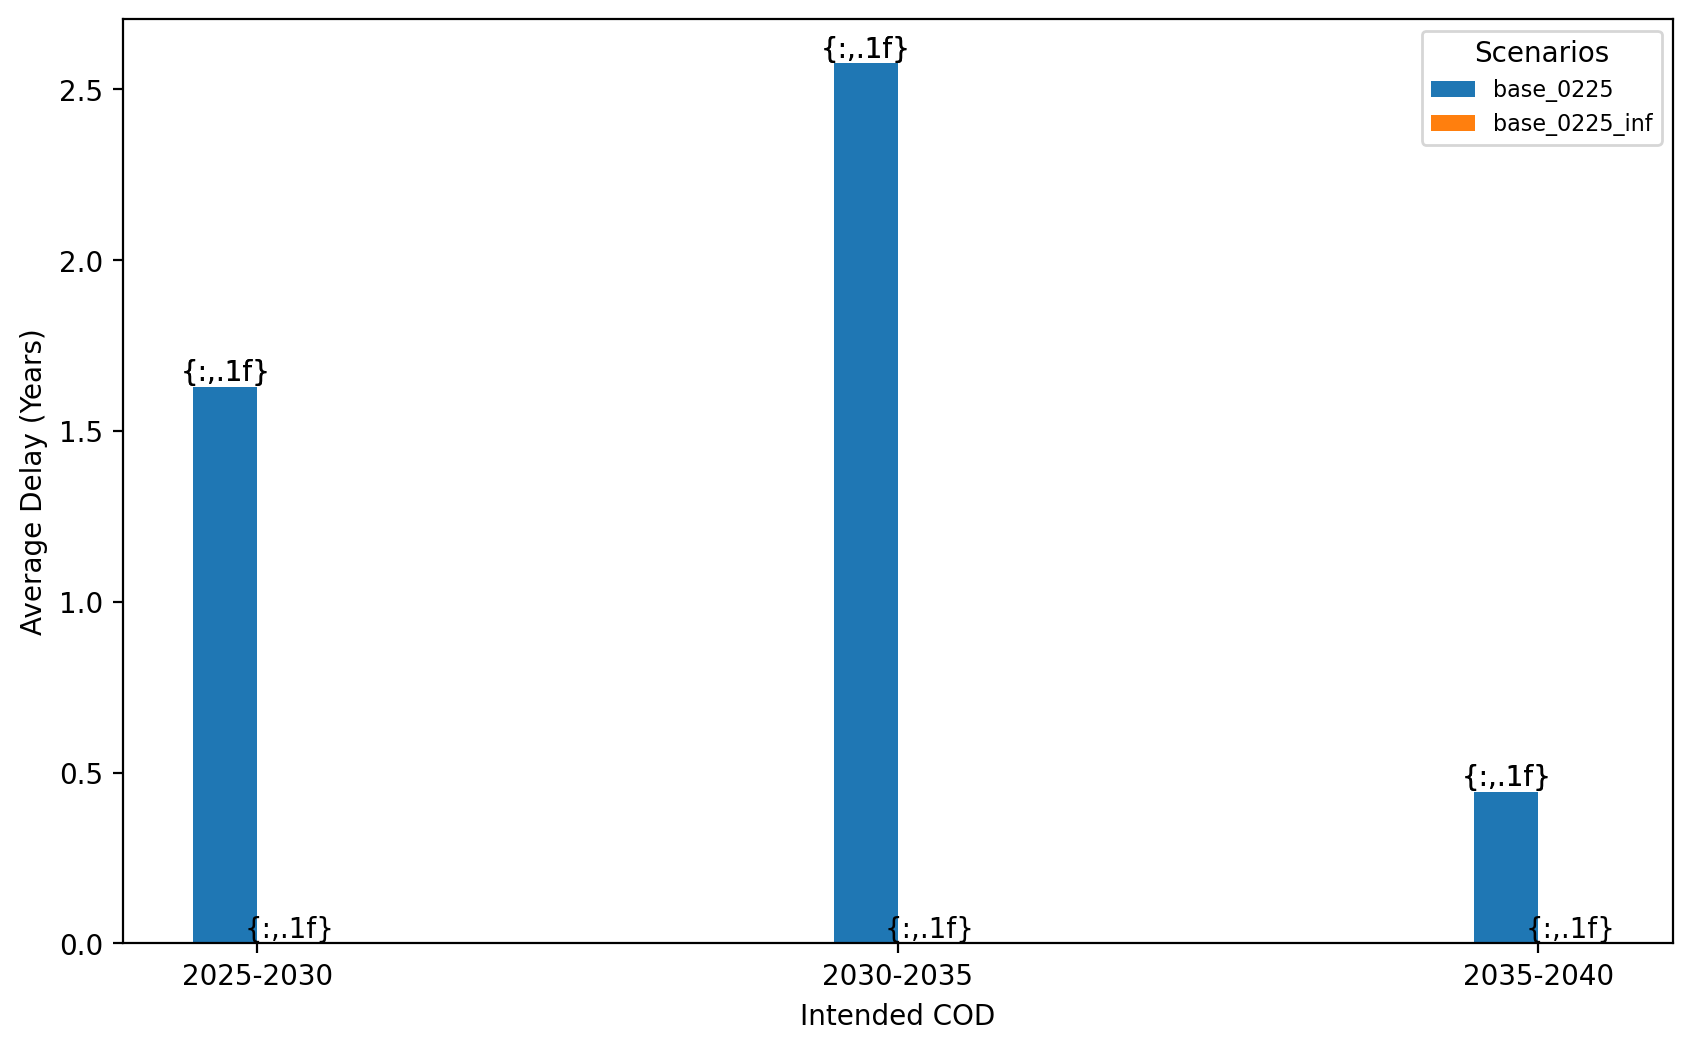 Scenarios
base_0225
base_0225_inf
Average Delay (Years)
2.5
2.0
1.5
1.0
0.5
0.0
{:,.1f}
{:,.1f}
{:,.1f}
{:,.1f}
{:,.1f}
{:,.1f}
2025-2030
2030-2035
2035-2040
Intended COD